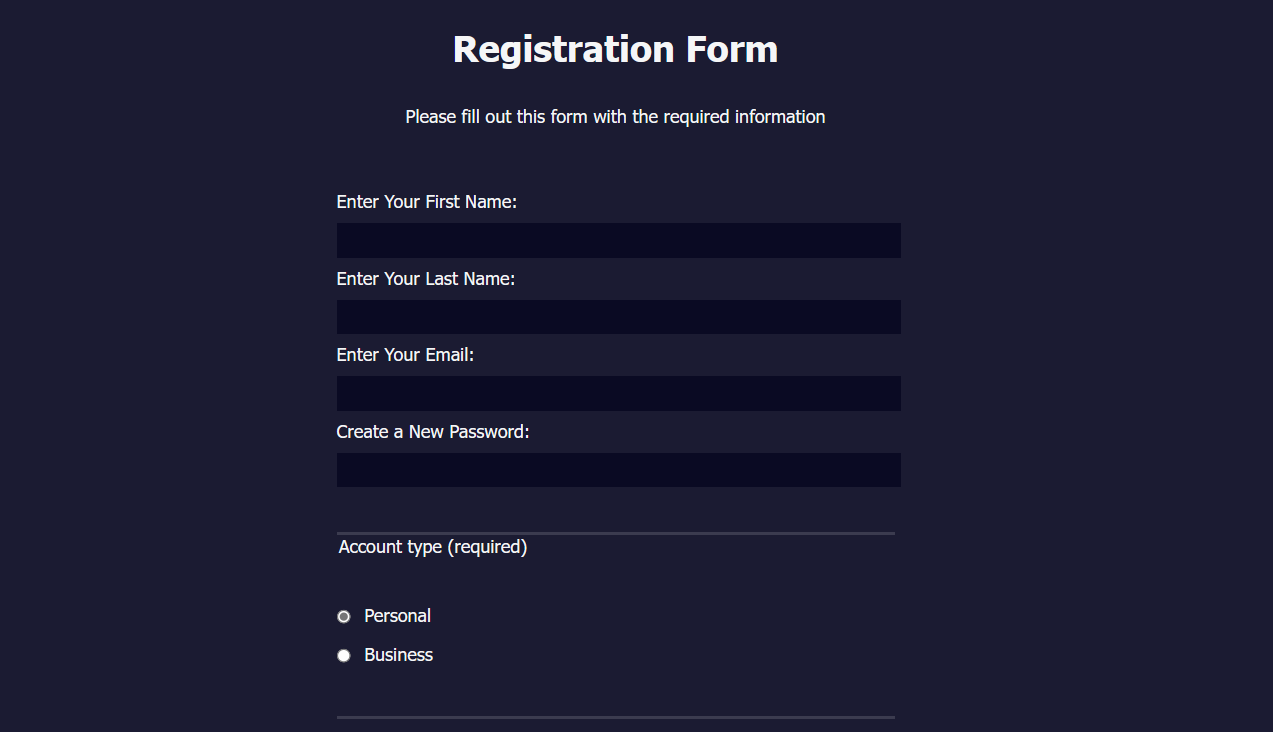 Registration Form
Please fill out this form with the required information
Enter Your First Name:
Enter Your Last Name:
Enter Your Email:
Create a New Password:
Account type (required)
Personal
Business